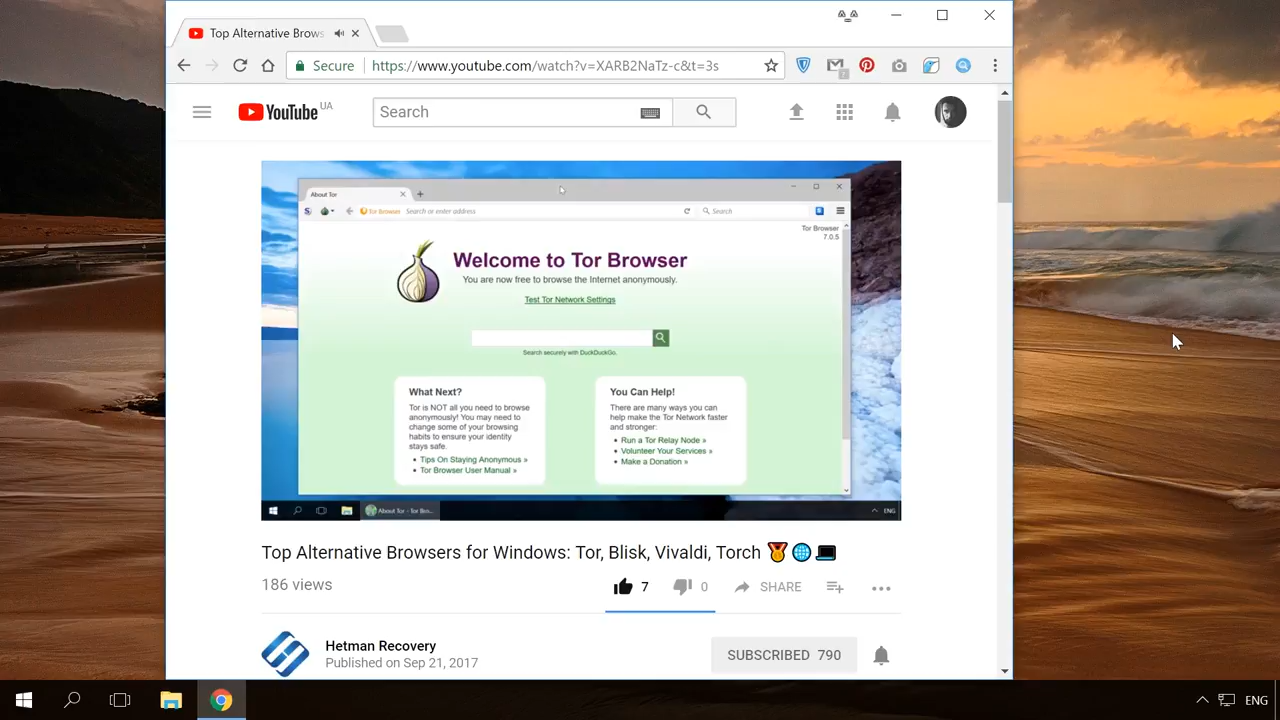 Top Alternative Brows
Secure
https://www.youtube.com/watch?v=XARB2NaTz-c&t=3s
YouTube UA
Search
About Tor
Tor Browser Search or enter address
Search
Tor Browser
7.0.5
Welcome to Tor Browser
You are now free to browse the Internet anonymously.
Test Tor Network Settings
Search securely with DuckDuckGo.
What Next?
Tor is NOT all you need to browse
anonymously! You may need to
change some of your browsing
habits to ensure your identity
stays safe.
• Tips On Staying Anonymous »
• Tor Browser User Manual »
You Can Help!
There are many ways you can
help make the Tor Network faster
and stronger:
• Run a Tor Relay Node »
• Volunteer Your Services »
• Make a Donation »
About Tor - Tor Bro...
ENG
Top Alternative Browsers for Windows: Tor, Blisk, Vivaldi, Torch 🏅🌐💻
186 views
7
0
SHARE
Hetman Recovery
Published on Sep 21, 2017
SUBSCRIBED 790
ENG